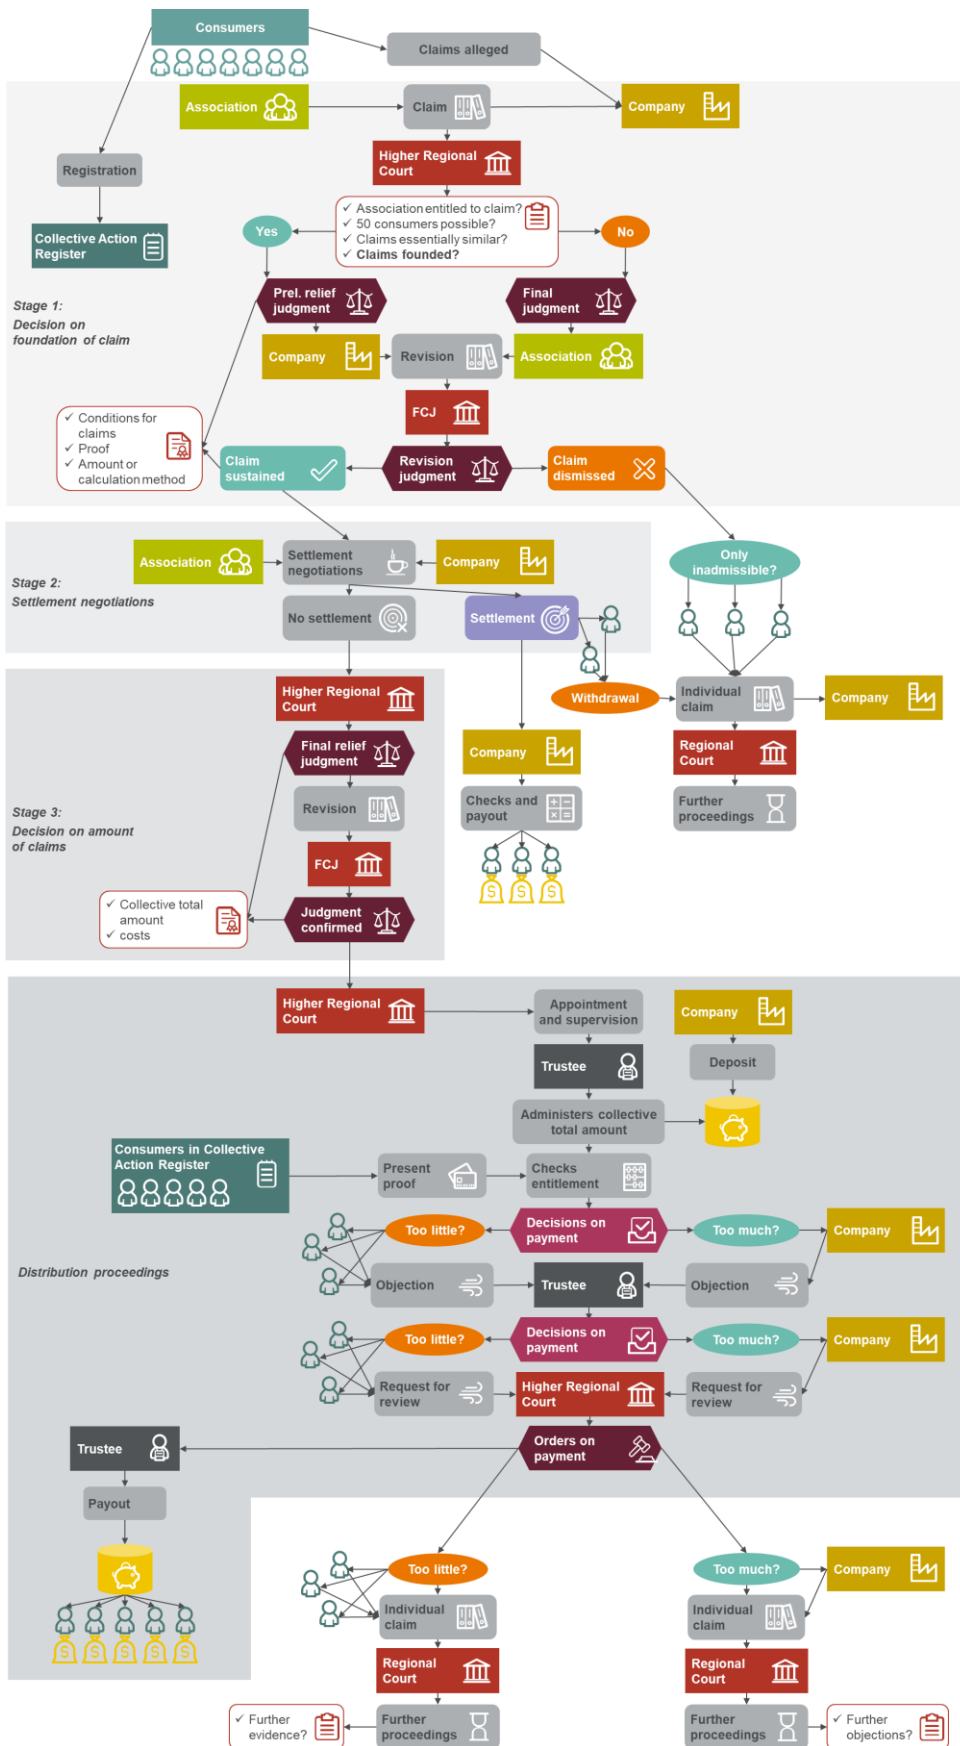 Consumers
Claims alleged
Association
Claim
Company
Higher Regional
Court
Registration
✓ Association entitled to claim?
✓ 50 consumers possible?
✓ Claims essentially similar?
✓ Claims founded?
Yes
No
Collective Action
Register
Stage 1:
Decision on
foundation of claim
Prel. relief
judgment
Final
judgment
Company
Revision
Association
FCJ
✓ Conditions for
claims
✓ Proof
✓ Amount or
calculation method
Claim
sustained
Revision
judgment
Claim
dismissed
Stage 2:
Settlement negotiations
Association
Settlement
negotiations
Company
Only
inadmissible?
No settlement
Settlement
Withdrawal
Individual
claim
Company
Regional
Court
Further
proceedings
Stage 3:
Decision on amount
of claims
Higher Regional
Court
Final relief
judgment
Revision
FCJ
Judgment
confirmed
✓ Collective total
amount
✓ costs
Company
Checks and
payout
$ $ $
Distribution proceedings
Higher Regional
Court
Appointment
and supervision
Company
Trustee
Deposit
Administers collective
total amount
Consumers in Collective
Action Register
Present
proof
Checks
entitlement
Too little?
Decisions on
payment
Too much?
Company
Objection
Trustee
Objection
Too little?
Decisions on
payment
Too much?
Company
Request for
review
Higher Regional
Court
Request for
review
Trustee
Orders on
payment
Payout
$ $ $ $ $
Too little?
Too much?
Company
Individual
claim
Individual
claim
Regional
Court
Regional
Court
✓ Further
evidence?
Further
proceedings
Further
proceedings
✓ Further
objections?